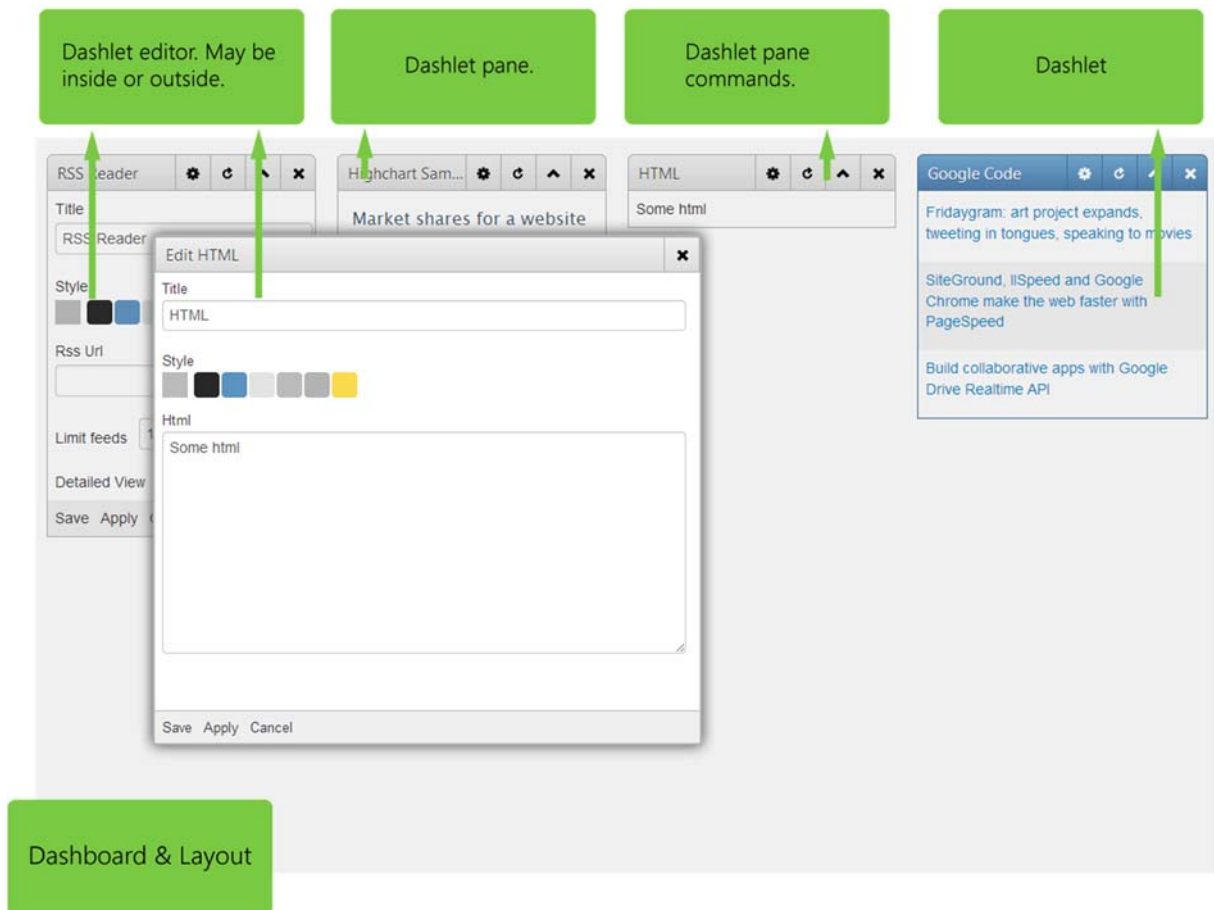 Dashlet editor. May be
inside or outside.
Dashlet pane.
Dashlet pane
commands.
Dashlet
RSS Reader
Title
RSS Reader
Style
Rss Url
Limit feeds
Detailed View
Save Apply
Highchart Sam...
Market shares for a website
HTML
Some html
Google Code
Fridaygram: art project expands,
tweeting in tongues, speaking to movies
SiteGround, IISpeed and Google
Chrome make the web faster with
PageSpeed
Build collaborative apps with Google
Drive Realtime API
Edit HTML
Title
HTML
Style
Html
Some html
Save Apply Cancel
Dashboard & Layout